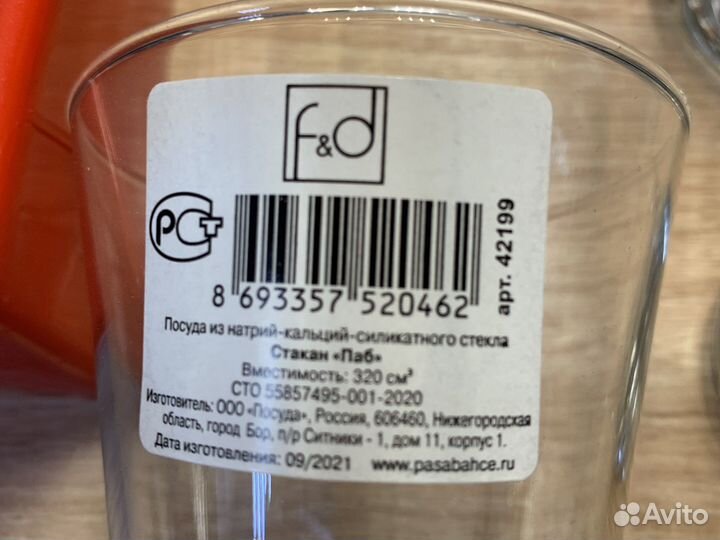 f&d
РСТ
арт. 42199
8 693357 520462
Посуда из натрий-кальций-силикатного стекла
Стакан «Паб»
Вместимость: 320 см³
СТО 55857495-001-2020
Изготовитель: ООО «Посуда», Россия, 606460, Нижегородская
область, город Бор, п/р Ситники - 1, дом 11, корпус 1.
Дата изготовления: 09/2021 www.pasabahce.ru
Avito